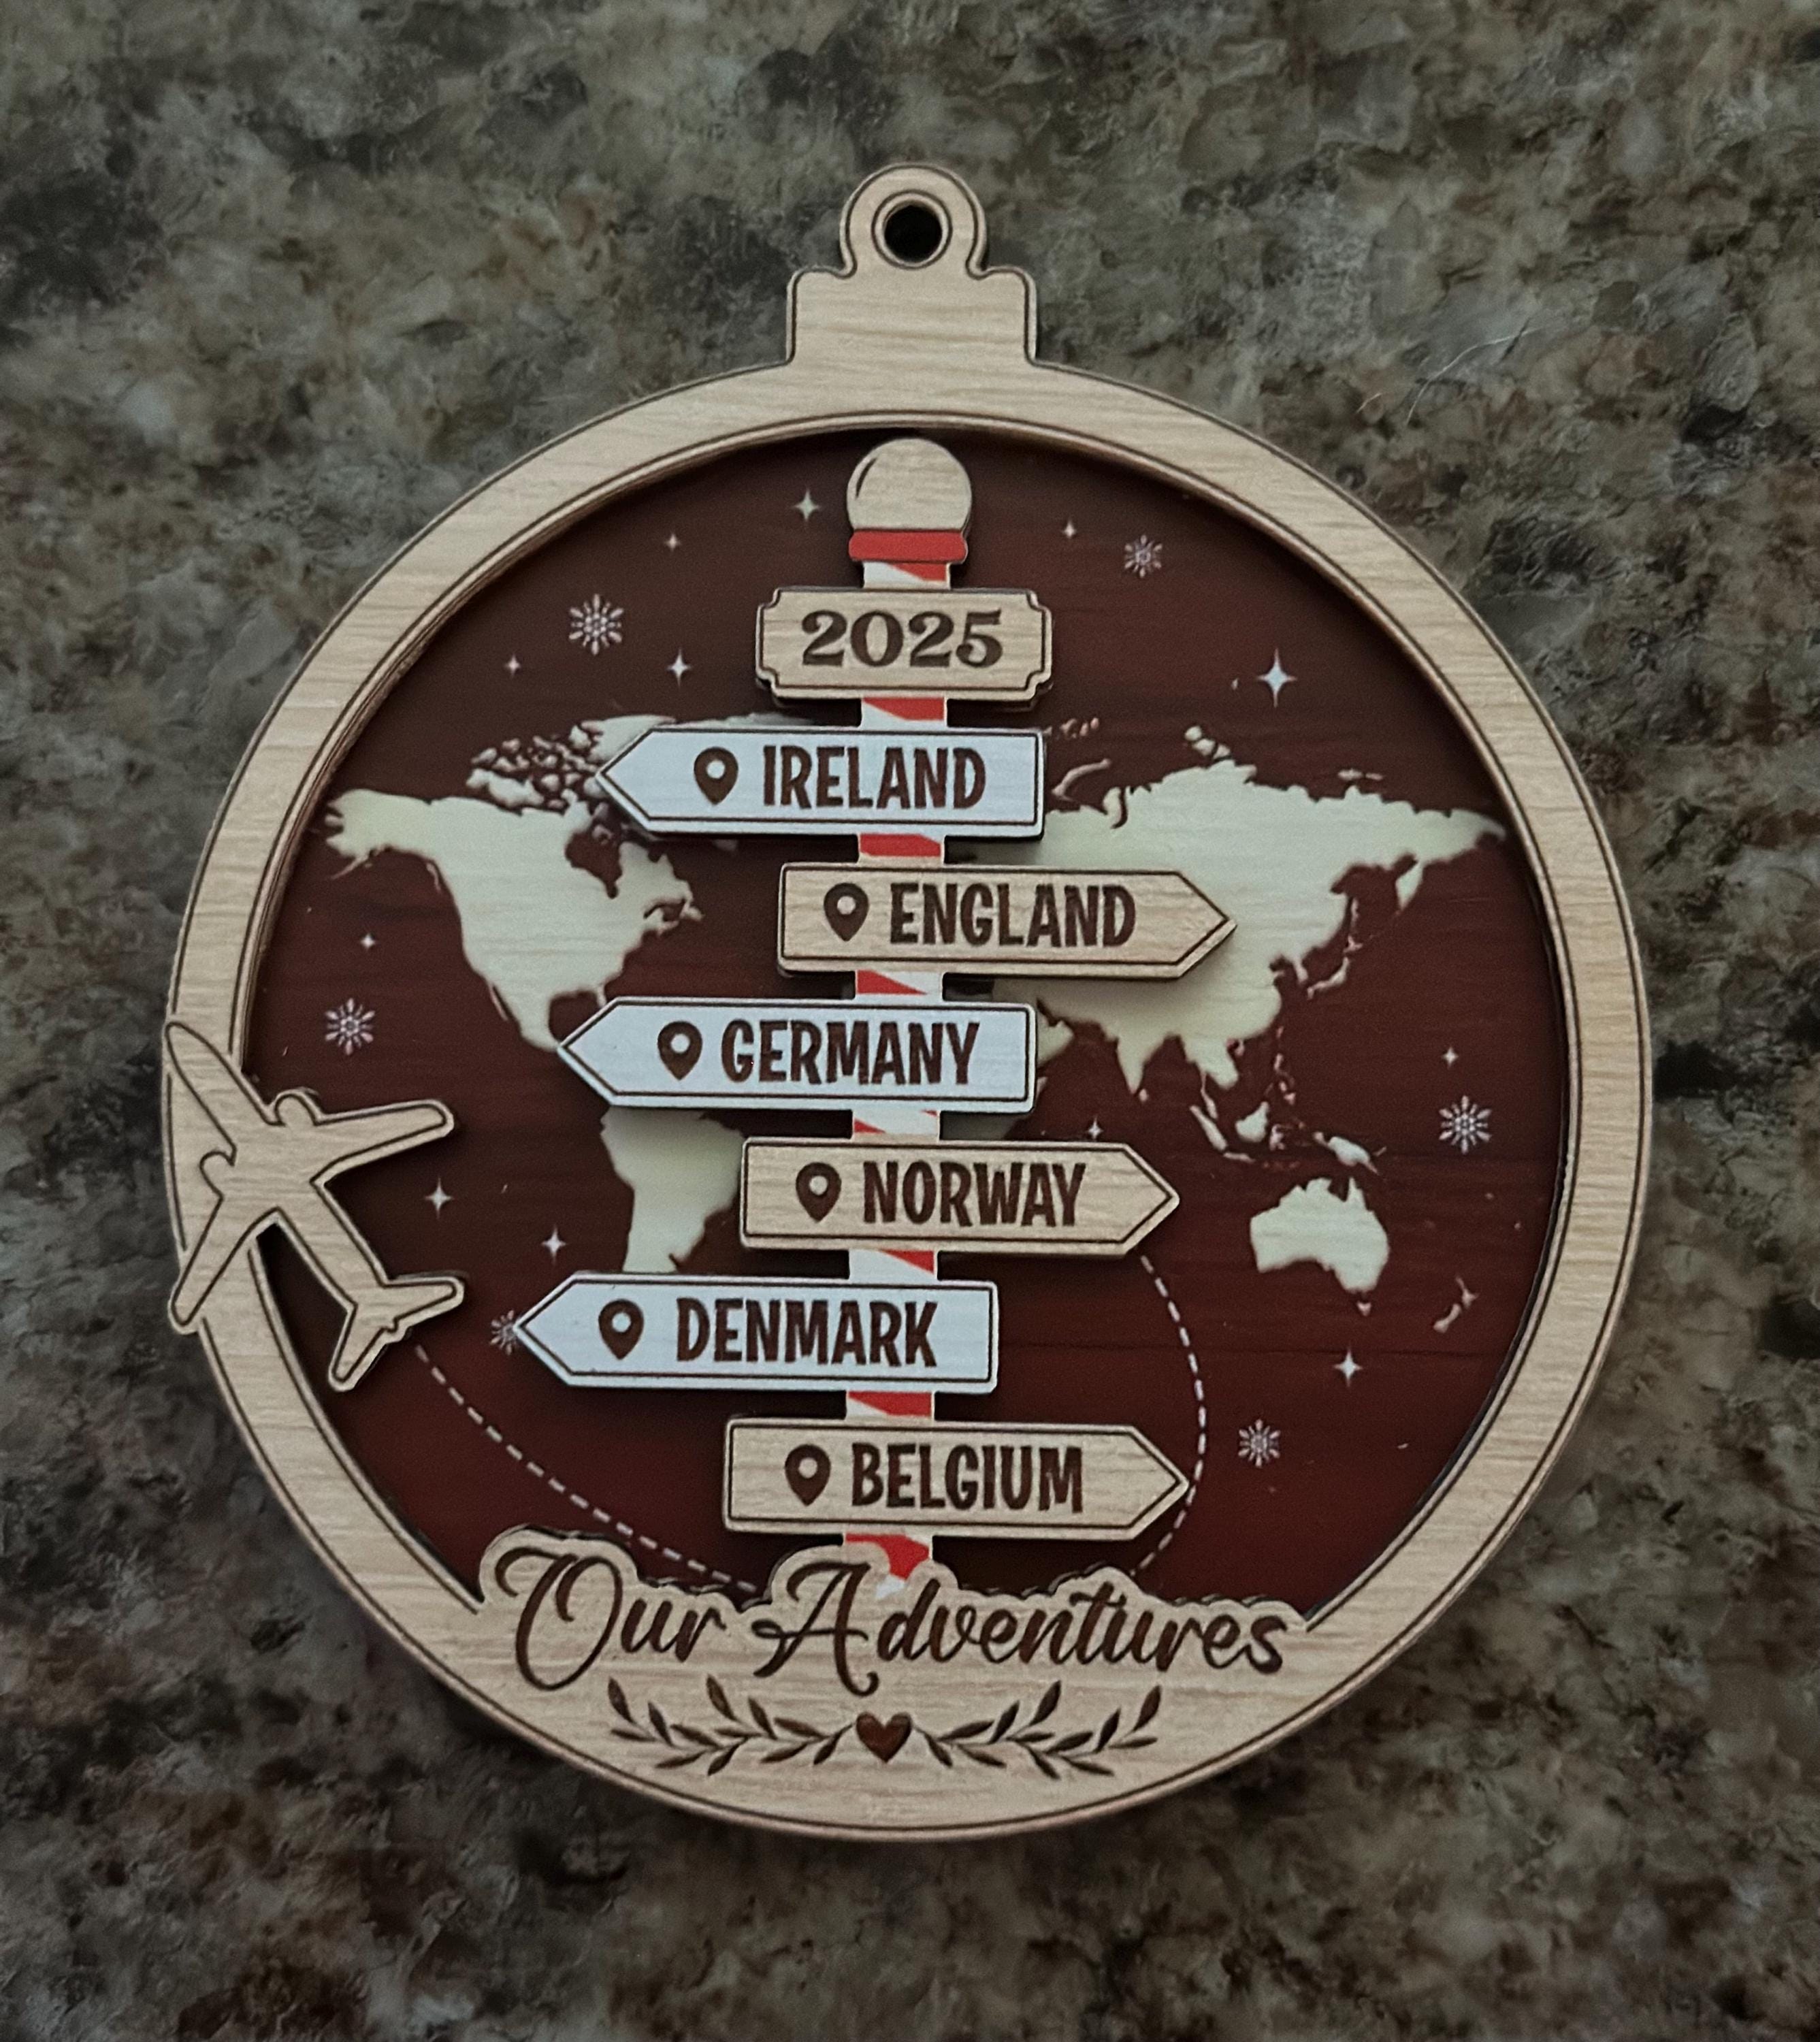 2025
IRELAND
ENGLAND
GERMANY
NORWAY
DENMARK
BELGIUM
Our Adventures